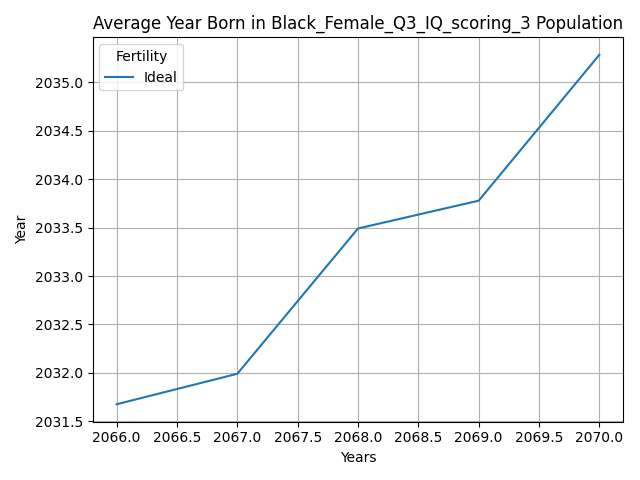 Average Year Born in Black_Female_Q3_IQ_scoring_3 Population
Fertility
Ideal
Year
2035.0
2034.5
2034.0
2033.5
2033.0
2032.5
2032.0
2031.5
2066.0 2066.5 2067.0 2067.5 2068.0 2068.5 2069.0 2069.5 2070.0
Years